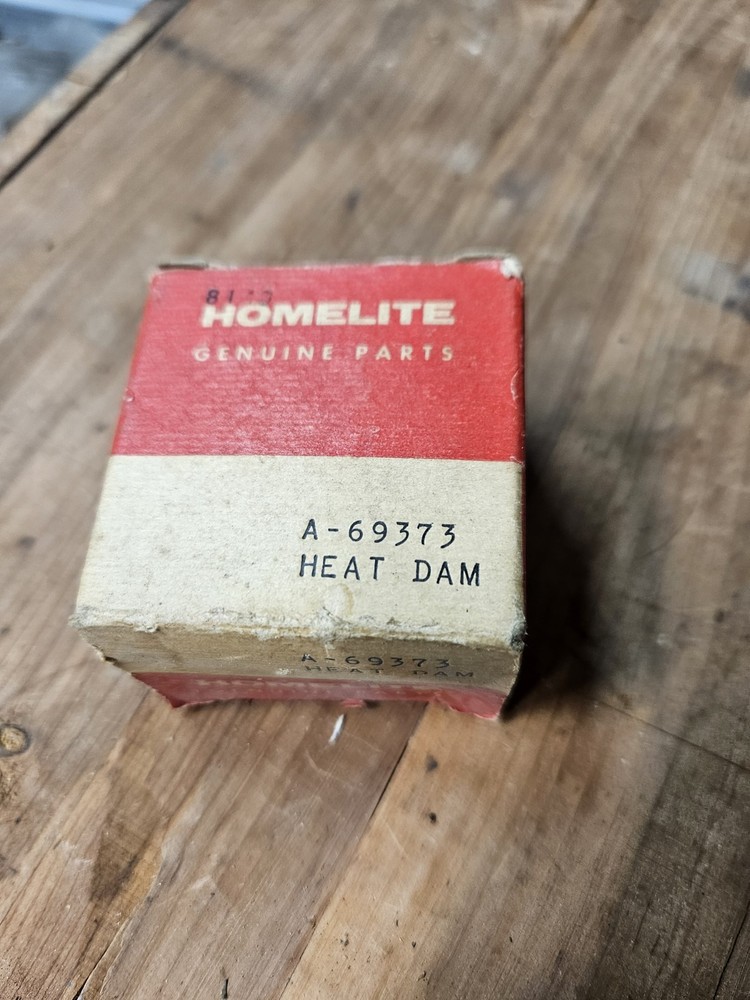 HOMELITE
GENUINE PARTS
A-69373
HEAT DAM
A-69373
HEAT DAM